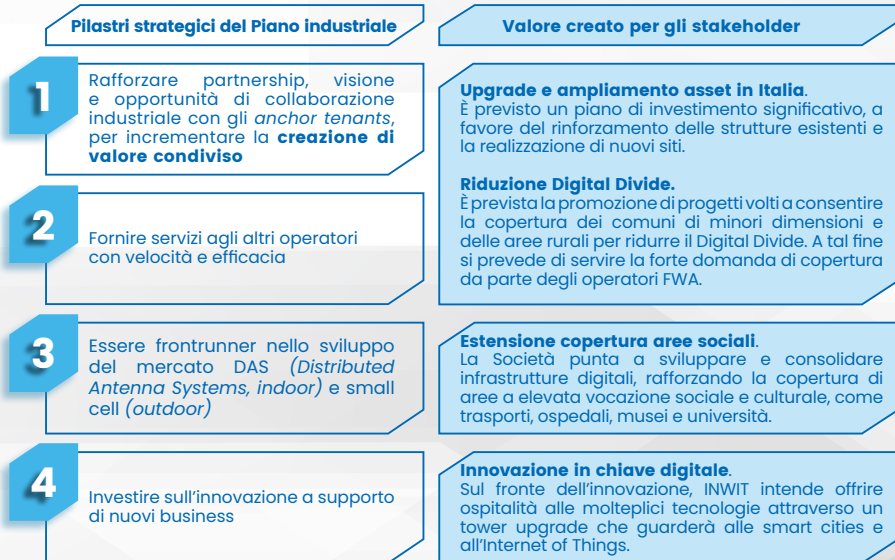 Pilastri strategici del Piano industriale
Valore creato per gli stakeholder
1
Rafforzare partnership, visione
e opportunità di collaborazione
industriale con gli anchor tenants,
per incrementare la creazione di
valore condiviso
2
Fornire servizi agli altri operatori
con velocità e efficacia
Upgrade e ampliamento asset in Italia.
È previsto un piano di investimento significativo, a
favore del rinforzamento delle strutture esistenti e
la realizzazione di nuovi siti.
Riduzione Digital Divide.
È prevista la promozione di progetti volti a consentire
la copertura dei comuni di minori dimensioni e
delle aree rurali per ridurre il Digital Divide. A tal fine
si prevede di servire la forte domanda di copertura
da parte degli operatori FWA.
3
Essere frontrunner nello sviluppo
del mercato DAS (Distributed
Antenna Systems, indoor) e small
cell (outdoor)
Estensione copertura aree sociali.
La Società punta a sviluppare e consolidare
infrastrutture digitali, rafforzando la copertura di
aree a elevata vocazione sociale e culturale, come
trasporti, ospedali, musei e università.
4
Investire sull'innovazione a supporto
di nuovi business
Innovazione in chiave digitale.
Sul fronte dell'innovazione, INWIT intende offrire
ospitalità alle molteplici tecnologie attraverso un
tower upgrade che guarderà alle smart cities e
all'Internet of Things.